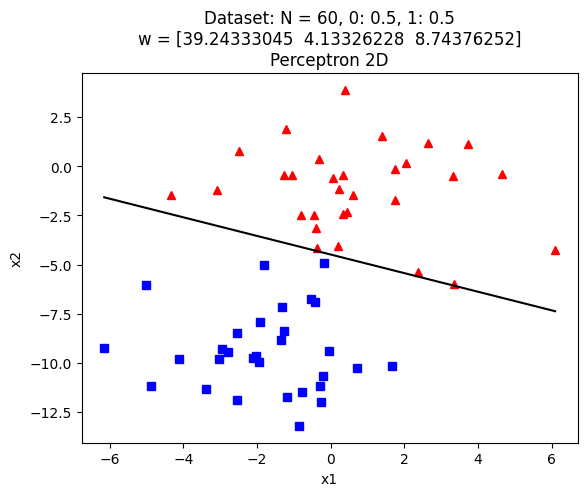 Dataset: N = 60, 0: 0.5, 1: 0.5
w = [39.24333045  4.13326228  8.74376252]
Perceptron 2D
2.5
0.0
−2.5
−5.0
−7.5
−10.0
−12.5
x2
−6
−4
−2
0
2
4
6
x1